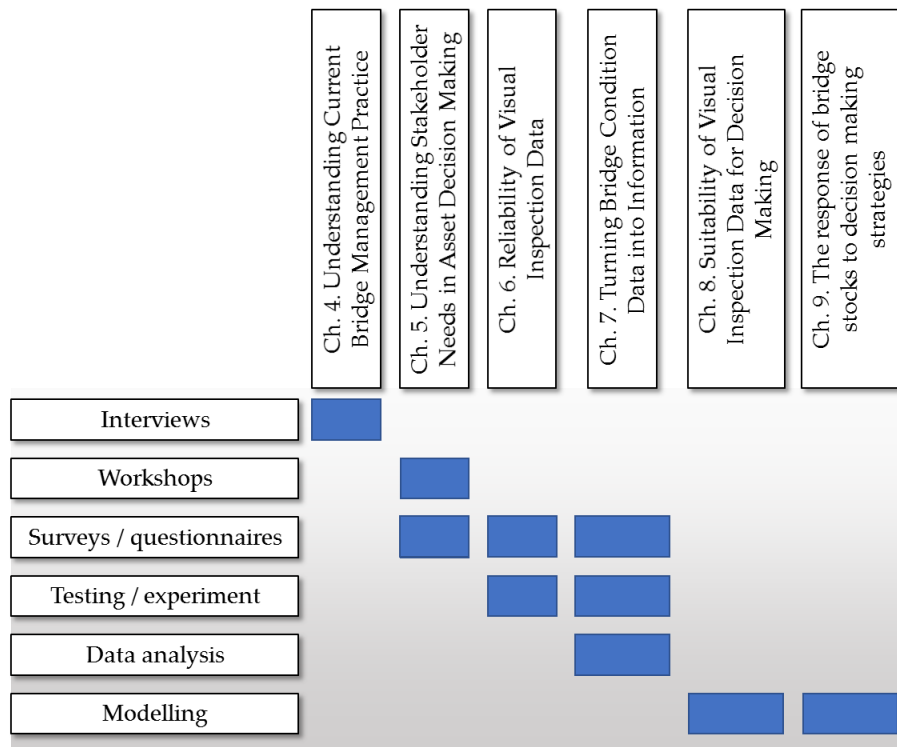 Ch. 4. Understanding Current
Bridge Management Practice
Ch. 5. Understanding Stakeholder
Needs in Asset Decision Making
Ch. 6. Reliability of Visual
Inspection Data
Ch. 7. Turning Bridge Condition
Data into Information
Ch. 8. Suitability of Visual
Inspection Data for Decision
Making
Ch. 9. The response of bridge
stocks to decision making
strategies
Interviews
Workshops
Surveys / questionnaires
Testing / experiment
Data analysis
Modelling